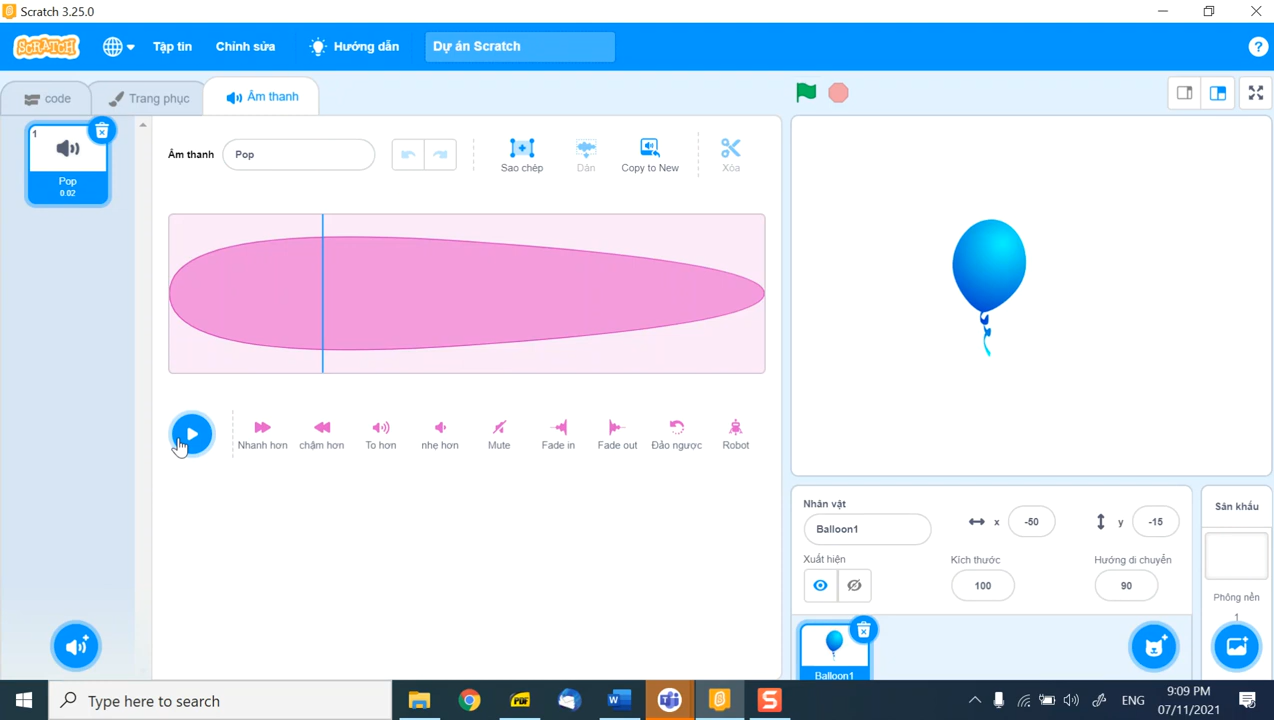 Scratch 3.25.0
SCRATCH
Tập tin
Chỉnh sửa
Hướng dẫn
Dự án Scratch
?
code
Trang phục
Âm thanh
1
Pop
0.02
Âm thanh
Pop
Sao chép
Dán
Copy to New
Xóa
Nhanh hơn
chậm hơn
To hơn
nhẹ hơn
Mute
Fade in
Fade out
Đảo ngược
Robot
Nhân vật
Balloon1
x
-50
y
-15
Xuất hiện
Kích thước
100
Hướng di chuyển
90
Balloon1
Sân khấu
Phông nền
1
Type here to search
PDF
ENG
9:09 PM
07/11/2021